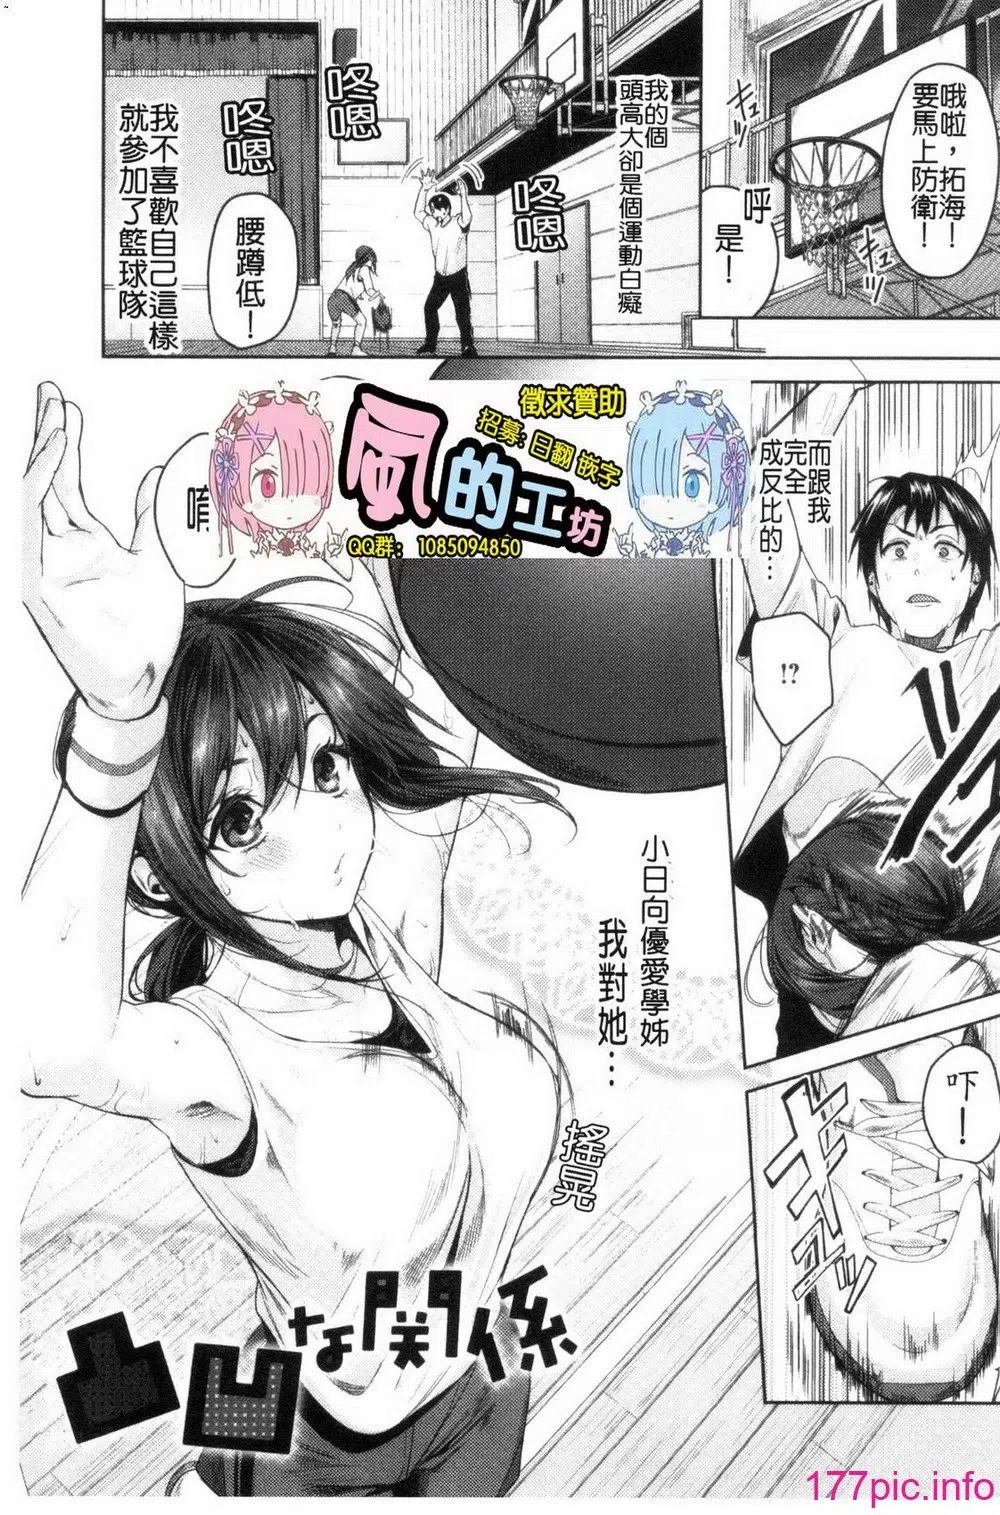 哦啦，拓海！
要馬上防衛！
キュッ
キュッ
呼
是！
我的個
頭高大卻是個運動白癡
咚嗯
咚嗯
咚嗯
腰蹲低！
我不喜歡自己這樣
就參加了籃球隊
而跟我
完全
成反比的…
!?
吓！
徵求贊助
招募：日翻 嵌字
風的工坊
QQ群： 1085094850
小日向優愛學姊
我對她…
搖晃
凸凹な関係
177pic.info